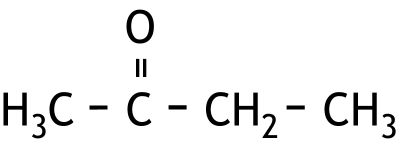 O
||
H₃C – C – CH₂ – CH₃